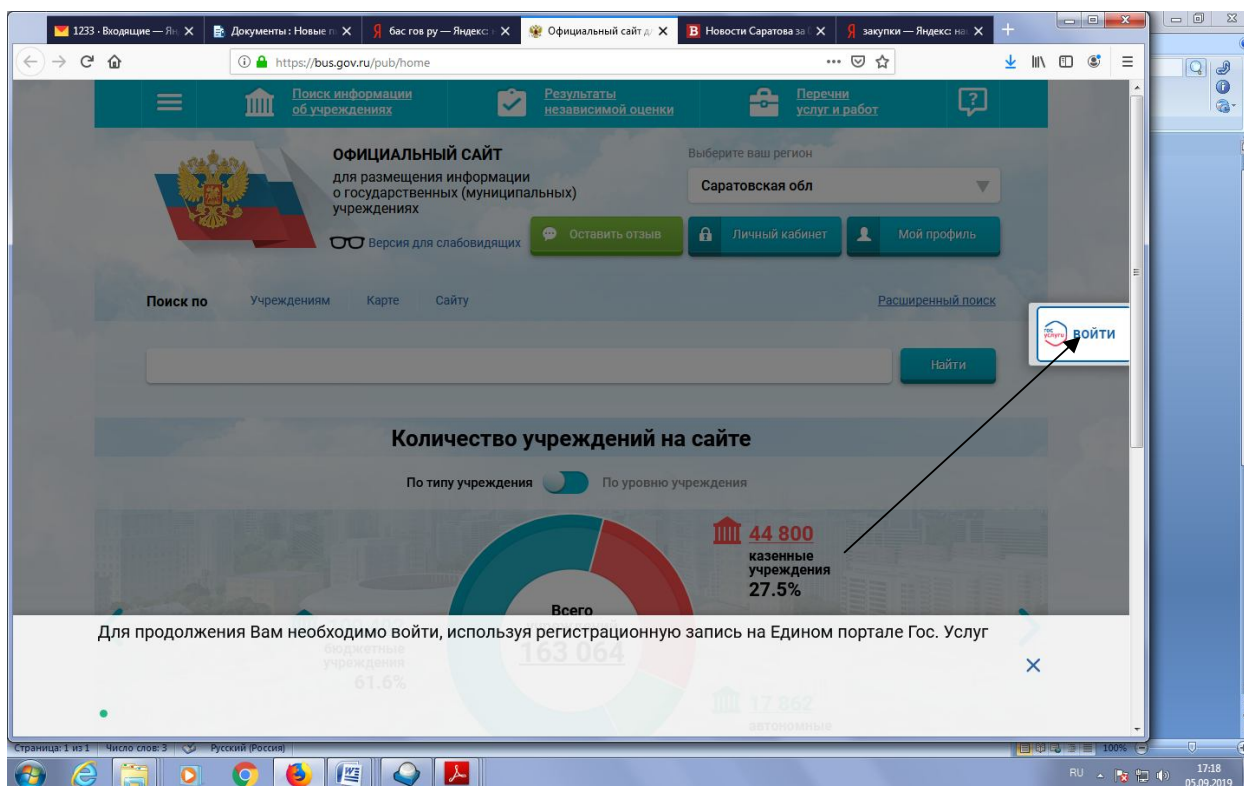 1233 · Входящие — Ян
Документы : Новые п
бас гов ру — Яндекс:
Официальный сайт д
Новости Саратова за
закупки — Яндекс: на
https://bus.gov.ru/pub/home
Поиск информации
об учреждениях
Результаты
независимой оценки
Перечни
услуг и работ
ОФИЦИАЛЬНЫЙ САЙТ
для размещения информации
о государственных (муниципальных)
учреждениях
Версия для слабовидящих
Выберите ваш регион
Саратовская обл
Оставить отзыв
Личный кабинет
Мой профиль
Поиск по Учреждениям Карте Сайту Расширенный поиск
гос услуги ВОЙТИ
Найти
Количество учреждений на сайте
По типу учреждения По уровню учреждения
44 800
казенные
учреждения
27.5%
Всего
Для продолжения Вам необходимо войти, используя регистрационную запись на Едином портале Гос. Услуг
бюджетные
учреждения
61.6%
163 064
17 862
автономные
Страница: 1 из 1 Число слов: 3 Русский (Россия) 100%
RU 17:18
05.09.2019